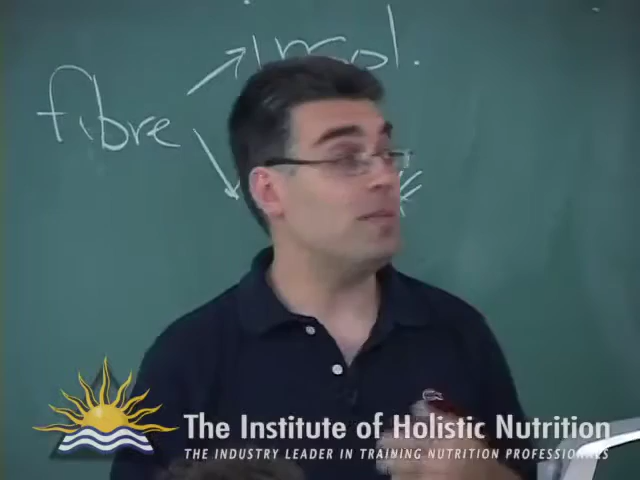 insol.
fibre
The Institute of Holistic Nutrition
THE INDUSTRY LEADER IN TRAINING NUTRITION PROFESSIONALS